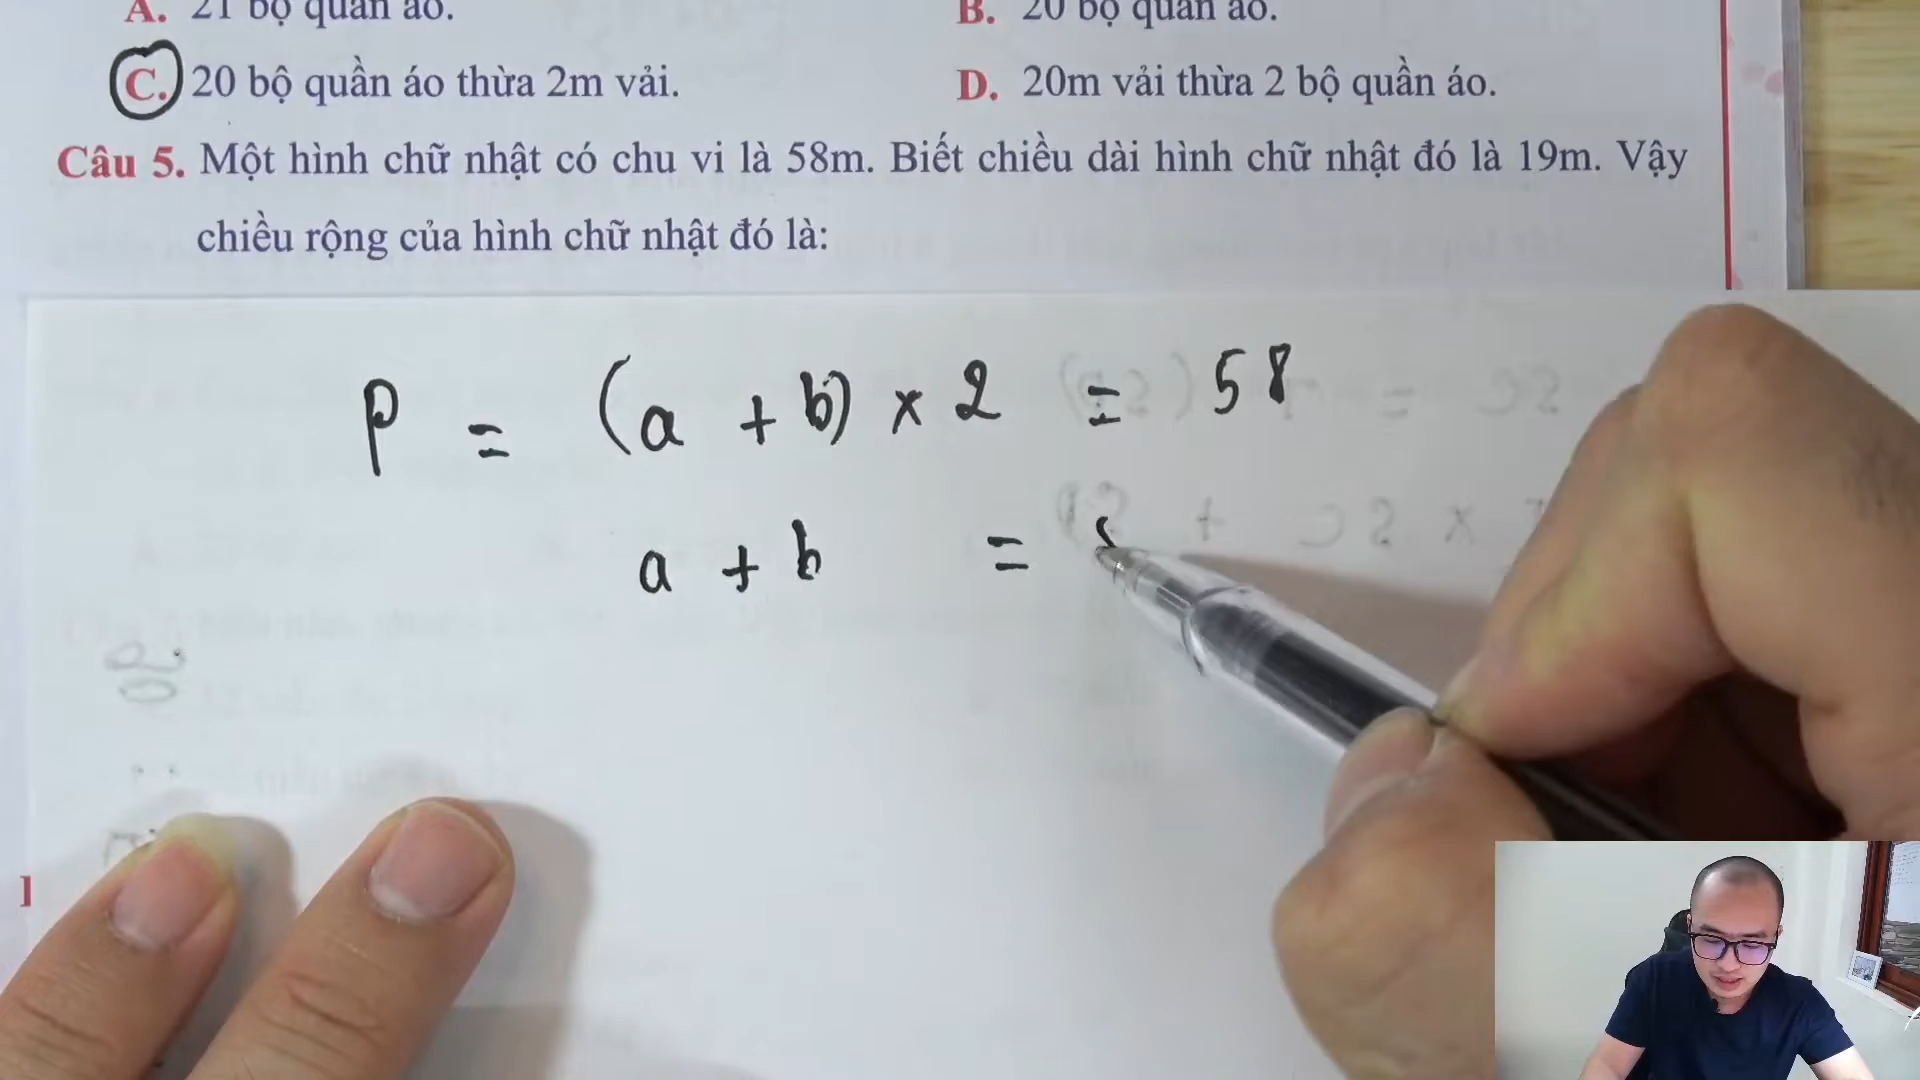 A. 21 bộ quần áo. B. 20 bộ quần áo.
C. 20 bộ quần áo thừa 2m vải. D. 20m vải thừa 2 bộ quần áo.
Câu 5. Một hình chữ nhật có chu vi là 58m. Biết chiều dài hình chữ nhật đó là 19m. Vậy
chiều rộng của hình chữ nhật đó là:
P = (a + b) × 2 = 58
a + b =